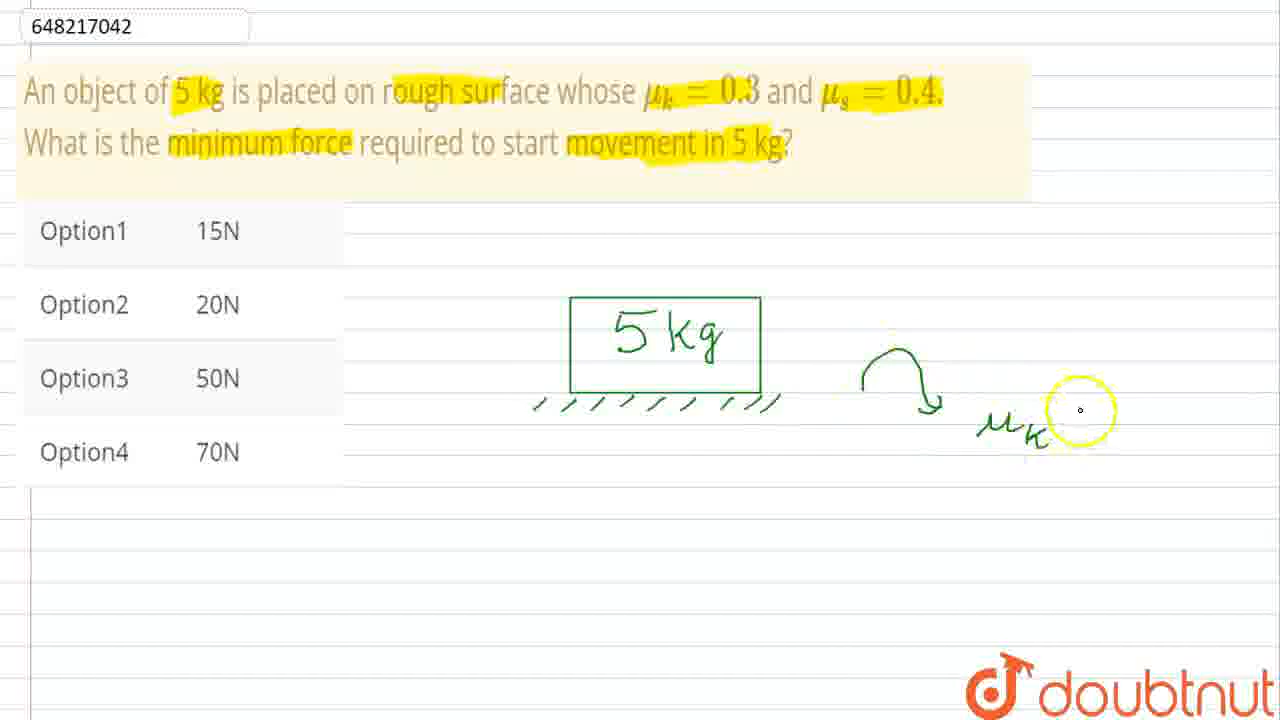 648217042
An object of 5 kg is placed on rough surface whose μk = 0.3 and μs = 0.4.
What is the minimum force required to start movement in 5 kg?
Option1 15N
Option2 20N
Option3 50N
Option4 70N
5 kg
μk
doubtnut